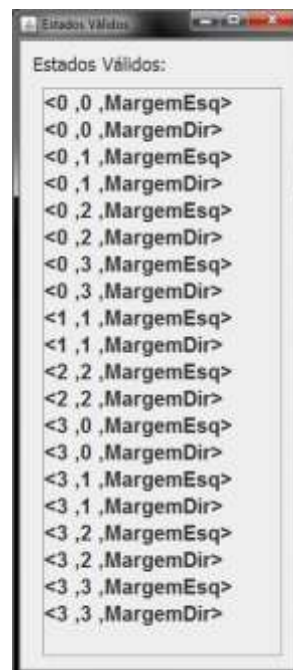 Estados Válidos
Estados Válidos:
<0 ,0 ,MargemEsq>
<0 ,0 ,MargemDir>
<0 ,1 ,MargemEsq>
<0 ,1 ,MargemDir>
<0 ,2 ,MargemEsq>
<0 ,2 ,MargemDir>
<0 ,3 ,MargemEsq>
<0 ,3 ,MargemDir>
<1 ,1 ,MargemEsq>
<1 ,1 ,MargemDir>
<2 ,2 ,MargemEsq>
<2 ,2 ,MargemDir>
<3 ,0 ,MargemEsq>
<3 ,0 ,MargemDir>
<3 ,1 ,MargemEsq>
<3 ,1 ,MargemDir>
<3 ,2 ,MargemEsq>
<3 ,2 ,MargemDir>
<3 ,3 ,MargemEsq>
<3 ,3 ,MargemDir>